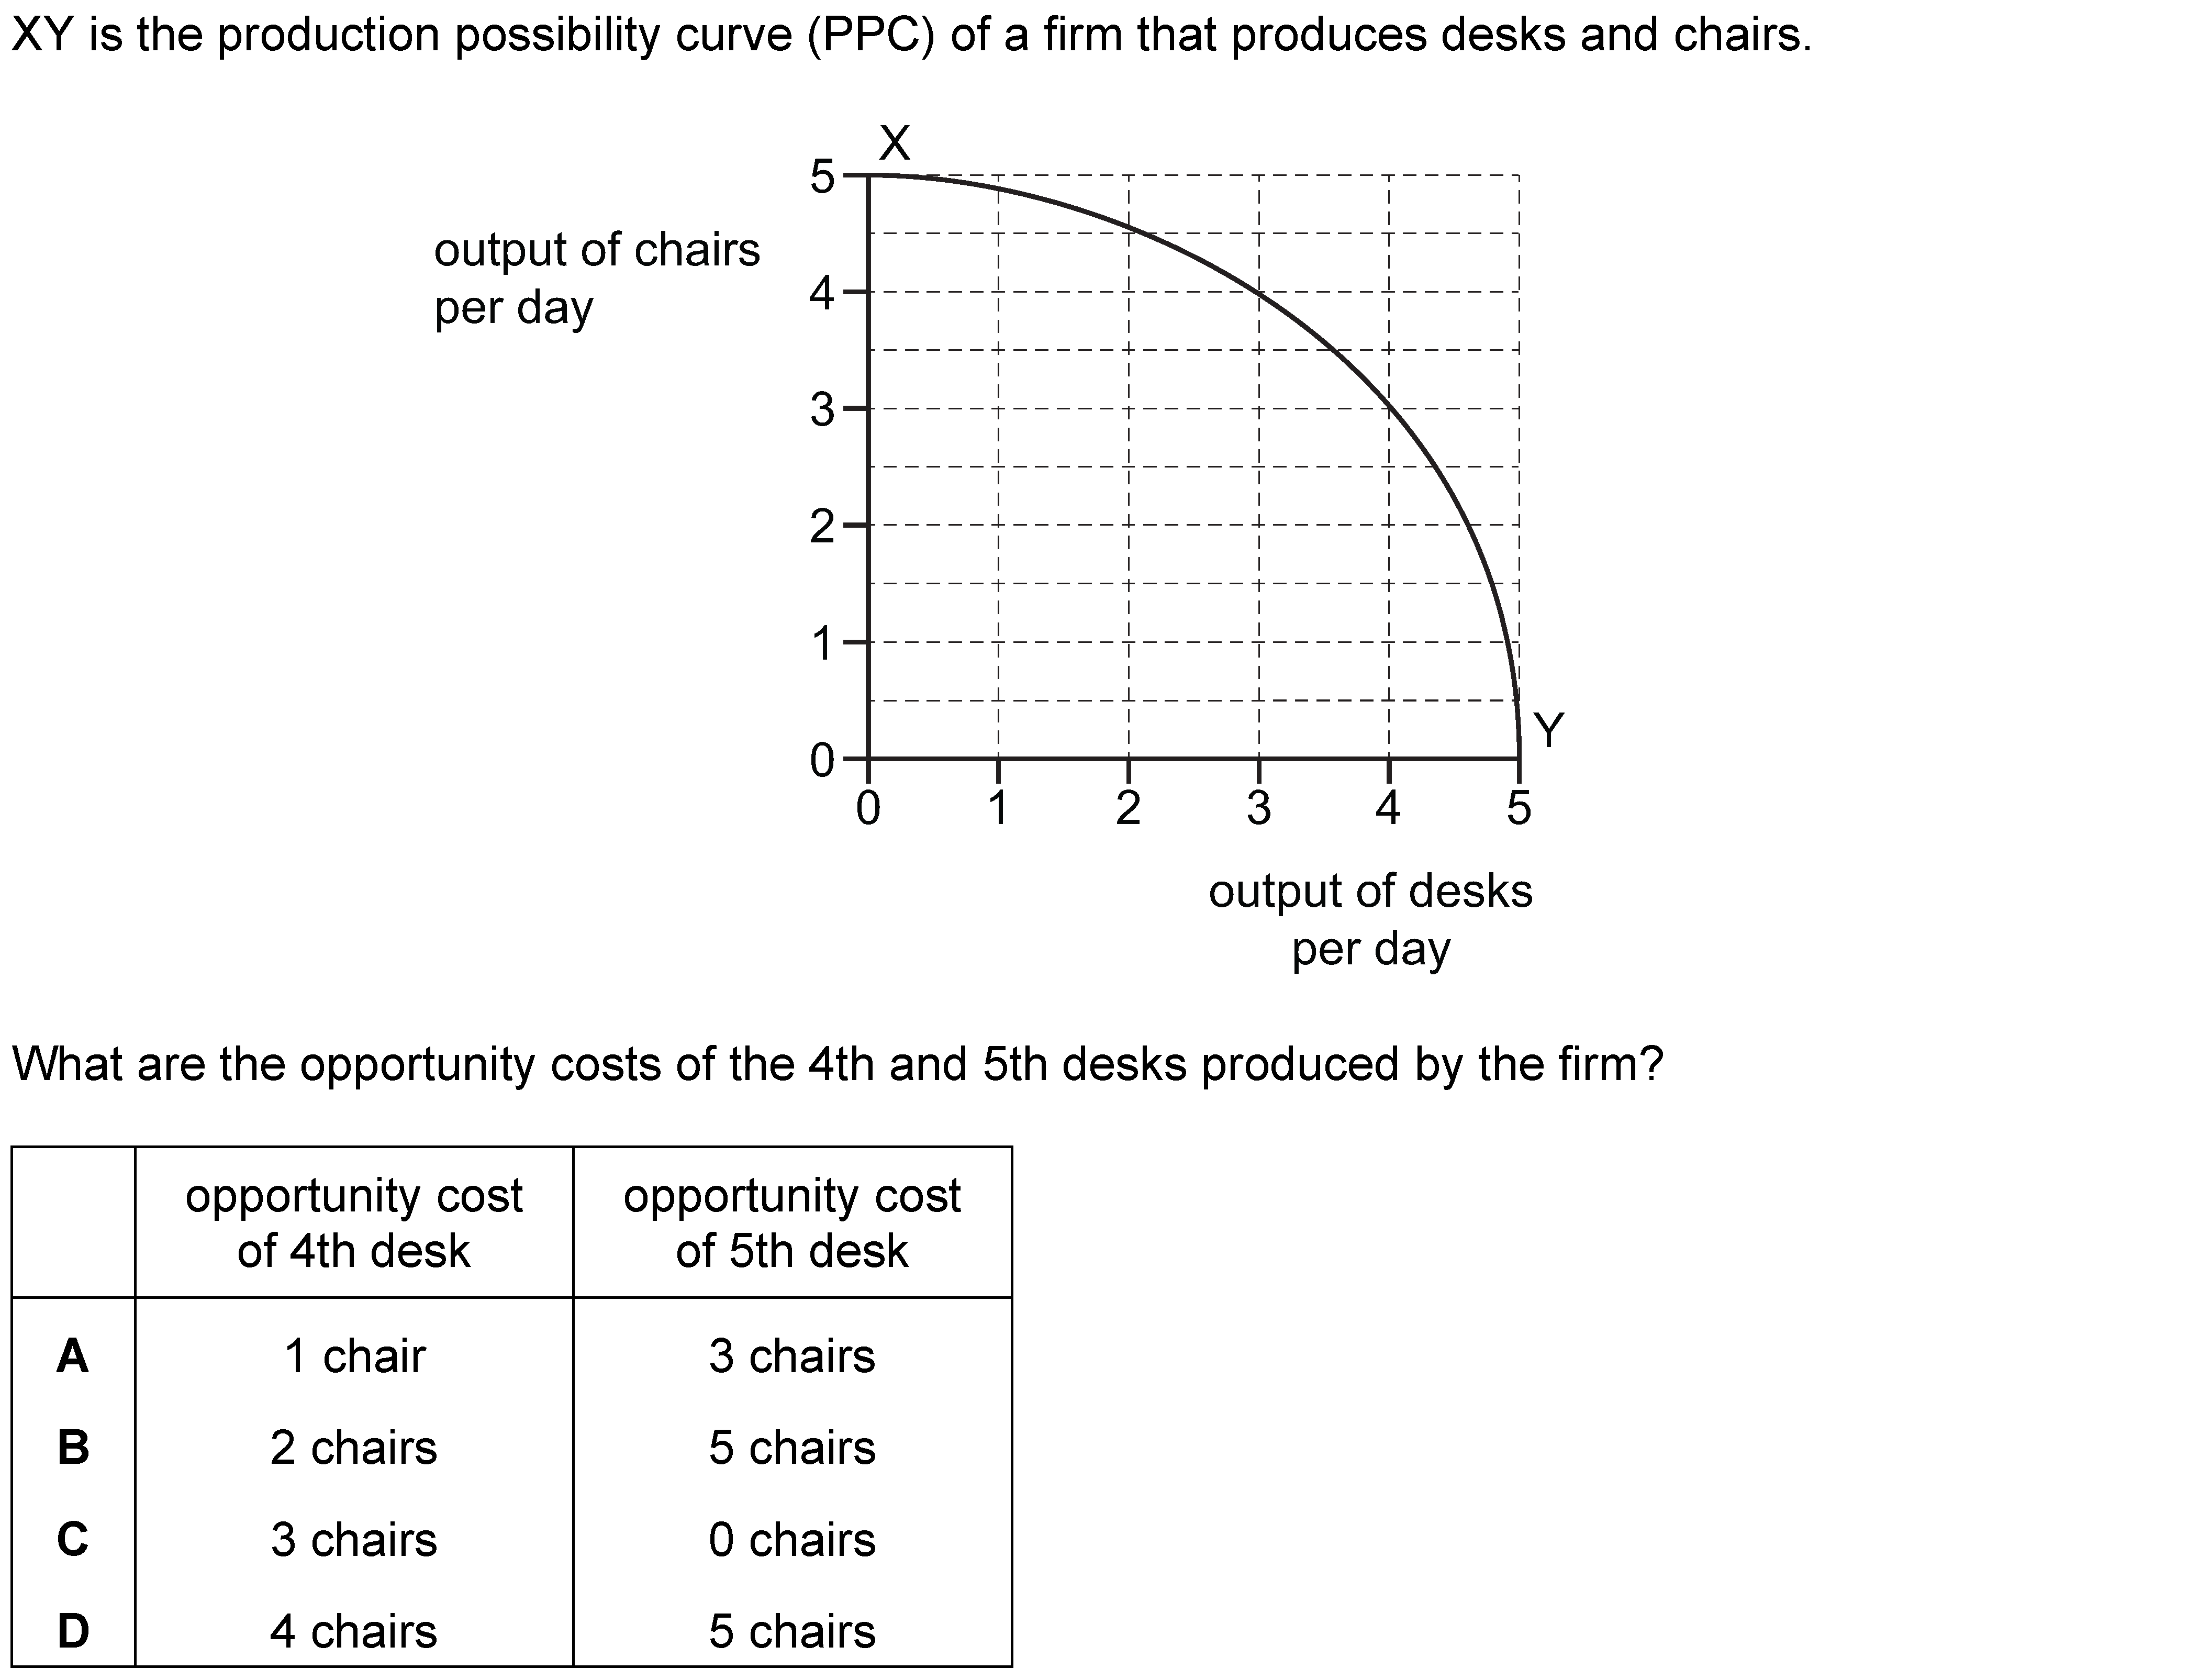 XY is the production possibility curve (PPC) of a firm that produces desks and chairs.
X
output of chairs
per day
5
4
3
2
1
0
Y
0 1 2 3 4 5
output of desks
per day
What are the opportunity costs of the 4th and 5th desks produced by the firm?
opportunity cost
of 4th desk
opportunity cost
of 5th desk
A 1 chair 3 chairs
B 2 chairs 5 chairs
C 3 chairs 0 chairs
D 4 chairs 5 chairs